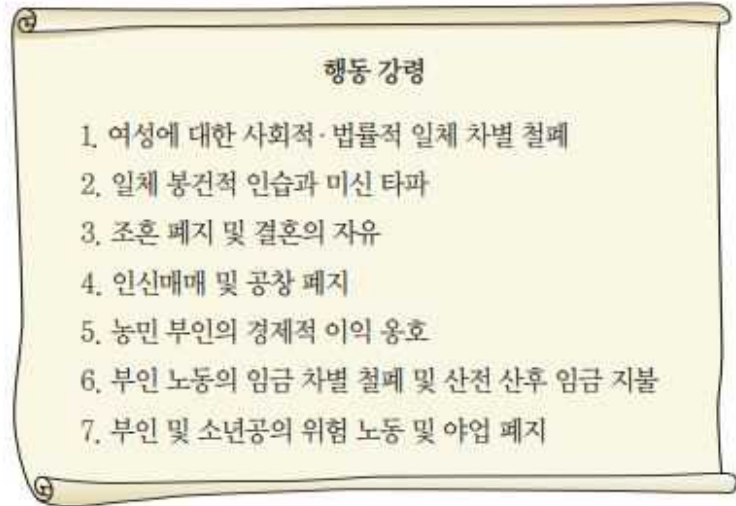 행동 강령
1. 여성에 대한 사회적·법률적 일체 차별 철폐
2. 일체 봉건적 인습과 미신 타파
3. 조혼 폐지 및 결혼의 자유
4. 인신매매 및 공창 폐지
5. 농민 부인의 경제적 이익 옹호
6. 부인 노동의 임금 차별 철폐 및 산전 산후 임금 지불
7. 부인 및 소년공의 위험 노동 및 야업 폐지